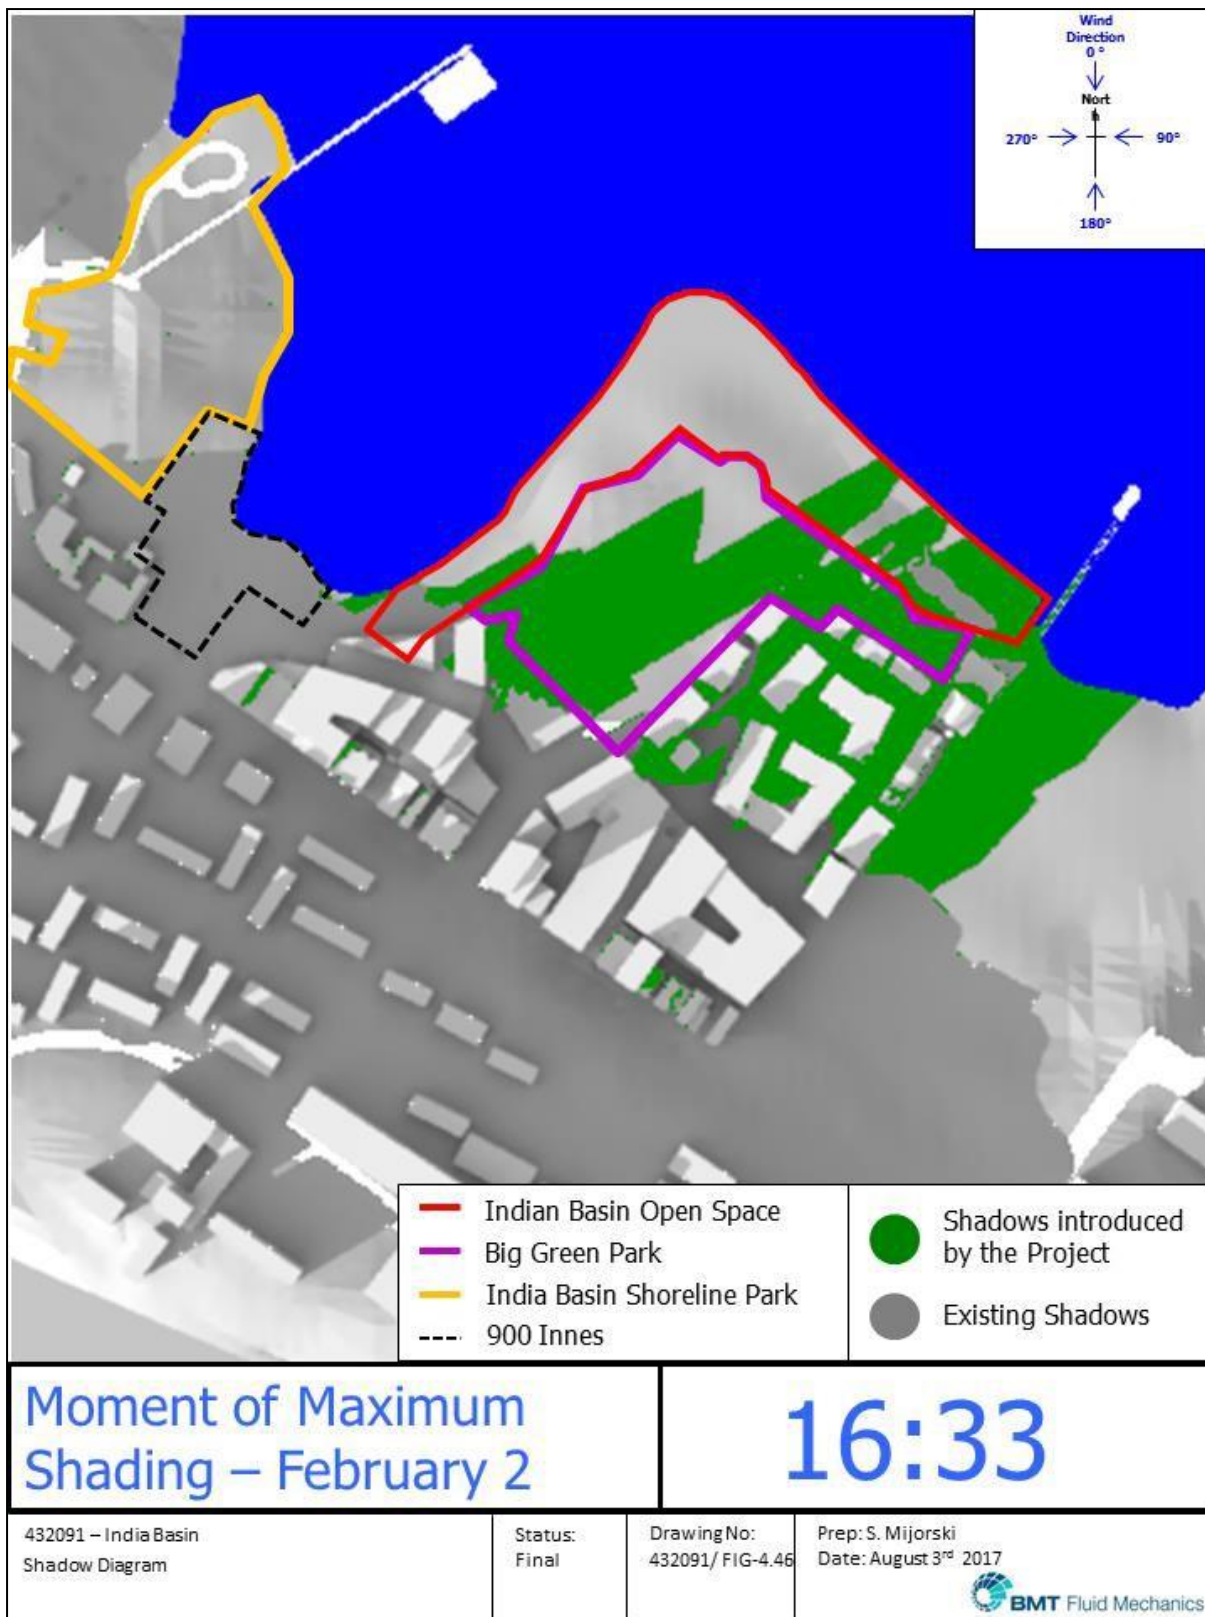 Wind
Direction
0 °
Nort
h
270°
90°
180°
Indian Basin Open Space
Big Green Park
India Basin Shoreline Park
900 Innes
Shadows introduced
by the Project
Existing Shadows
Moment of Maximum
Shading – February 2
16:33
432091 – India Basin
Shadow Diagram
Status:
Final
Drawing No:
432091/ FIG-4.46
Prep: S. Mijorski
Date: August 3rd 2017
BMT Fluid Mechanics